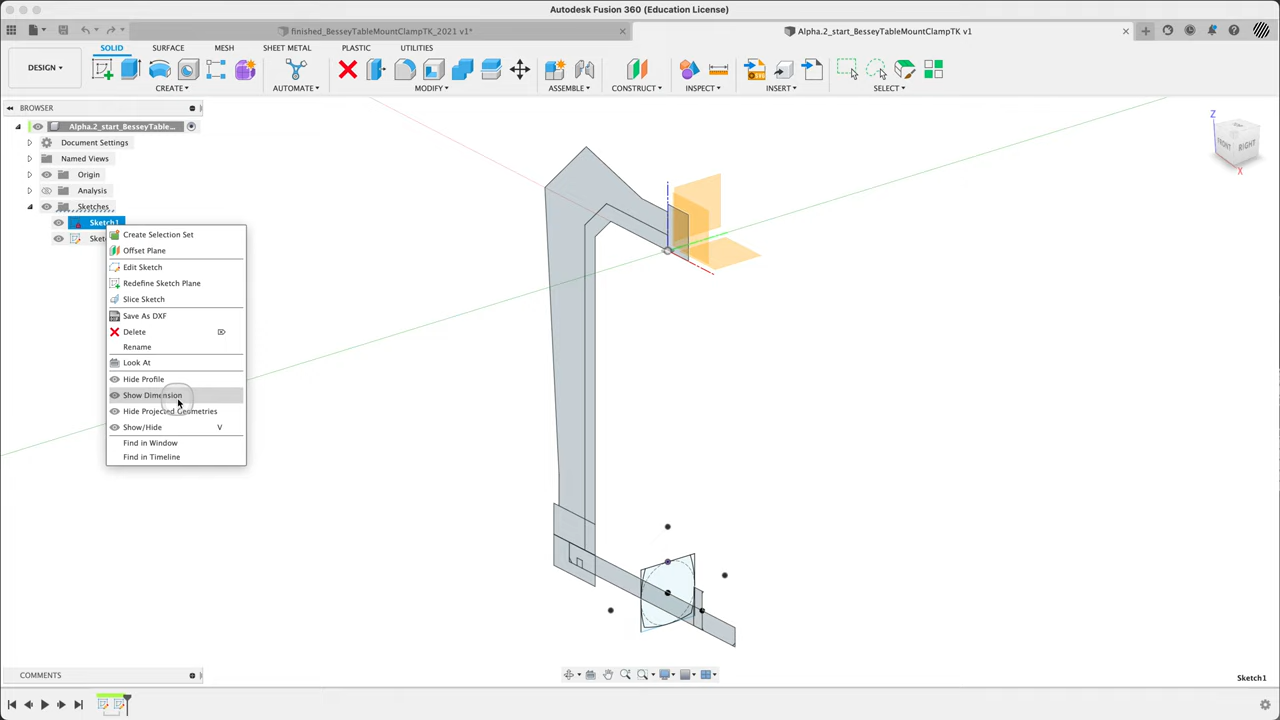 Autodesk Fusion 360 (Education License)
finished_BesseyTableMountClampTK_2021 v1*
Alpha.2_start_BesseyTableMountClampTK v1
SOLID SURFACE MESH SHEET METAL PLASTIC UTILITIES
DESIGN
CREATE AUTOMATE MODIFY ASSEMBLE CONSTRUCT INSPECT INSERT SELECT
BROWSER
Alpha.2_start_BesseyTable...
Document Settings
Named Views
Origin
Analysis
Sketches
Sketch1
Create Selection Set
Offset Plane
Edit Sketch
Redefine Sketch Plane
Slice Sketch
Save As DXF
Delete
Rename
Look At
Hide Profile
Show Dimension
Hide Projected Geometries
Show/Hide V
Find in Window
Find in Timeline
Z
FRONT RIGHT
X
COMMENTS
Sketch1